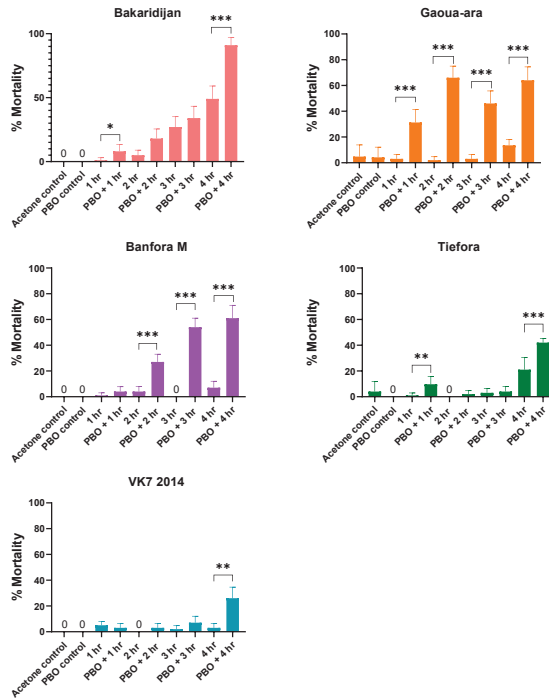 Bakaridijan
% Mortality
100
50
0
***
*
0 0
Acetone control
PBO control
1 hr
PBO + 1 hr
2 hr
PBO + 2 hr
3 hr
PBO + 3 hr
4 hr
PBO + 4 hr
Gaoua-ara
% Mortality
100
80
60
40
20
0
*** *** *** ***
Acetone control
PBO control
1 hr
PBO + 1 hr
2 hr
PBO + 2 hr
3 hr
PBO + 3 hr
4 hr
PBO + 4 hr
Banfora M
% Mortality
100
80
60
40
20
0
*** *** ***
0 0 0
Acetone control
PBO control
1 hr
PBO + 1 hr
2 hr
PBO + 2 hr
3 hr
PBO + 3 hr
4 hr
PBO + 4 hr
Tiefora
% Mortality
100
80
60
40
20
0
** ***
0 0
Acetone control
PBO control
1 hr
PBO + 1 hr
2 hr
PBO + 2 hr
3 hr
PBO + 3 hr
4 hr
PBO + 4 hr
VK7 2014
% Mortality
100
80
60
40
20
0
**
0 0 0
Acetone control
PBO control
1 hr
PBO + 1 hr
2 hr
PBO + 2 hr
3 hr
PBO + 3 hr
4 hr
PBO + 4 hr